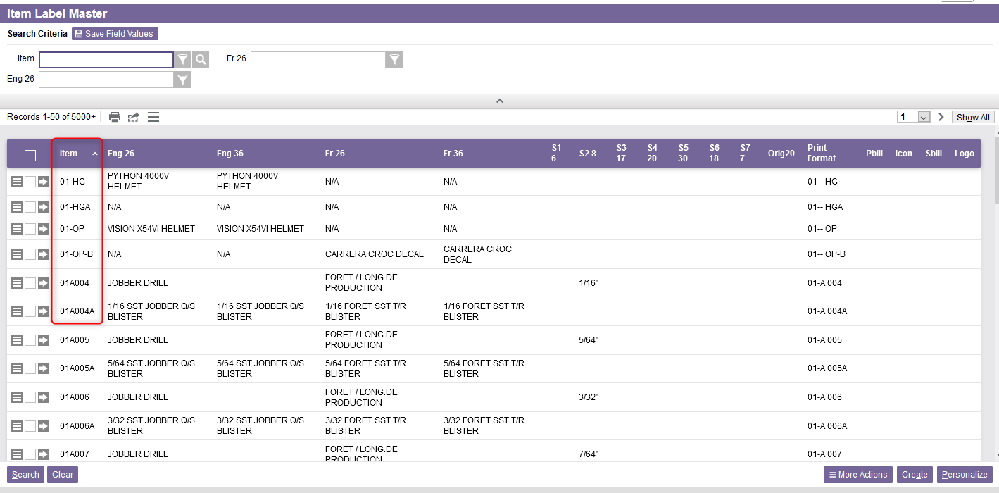 Item Label Master
Search Criteria Save Field Values
Item Fr 26
Eng 26
Records 1-50 of 5000+ 1 Show All
Item Eng 26 Eng 36 Fr 26 Fr 36 S1 6 S2 8 S3 17 S4 20 S5 30 S6 18 S7 7 Orig20 Print Format Pbill Icon Sbill Logo
01-HG PYTHON 4000V HELMET PYTHON 4000V HELMET N/A N/A 01-- HG
01-HGA N/A N/A N/A N/A 01-- HGA
01-OP VISION X54VI HELMET VISION X54VI HELMET N/A N/A 01-- OP
01-OP-B N/A N/A CARRERA CROC DECAL CARRERA CROC DECAL 01-- OP-B
01A004 JOBBER DRILL FORET / LONG.DE PRODUCTION 1/16" 01-A 004
01A004A 1/16 SST JOBBER Q/S BLISTER 1/16 SST JOBBER Q/S BLISTER 1/16 FORET SST T/R BLISTER 1/16 FORET SST T/R BLISTER 01-A 004A
01A005 JOBBER DRILL FORET / LONG.DE PRODUCTION 5/64" 01-A 005
01A005A 5/64 SST JOBBER Q/S BLISTER 5/64 SST JOBBER Q/S BLISTER 5/64 FORET SST T/R BLISTER 5/64 FORET SST T/R BLISTER 01-A 005A
01A006 JOBBER DRILL FORET / LONG.DE PRODUCTION 3/32" 01-A 006
01A006A 3/32 SST JOBBER Q/S BLISTER 3/32 SST JOBBER Q/S BLISTER 3/32 FORET SST T/R BLISTER 3/32 FORET SST T/R BLISTER 01-A 006A
01A007 JOBBER DRILL FORET / LONG.DE PRODUCTION 7/64" 01-A 007
Search Clear More Actions Create Personalize